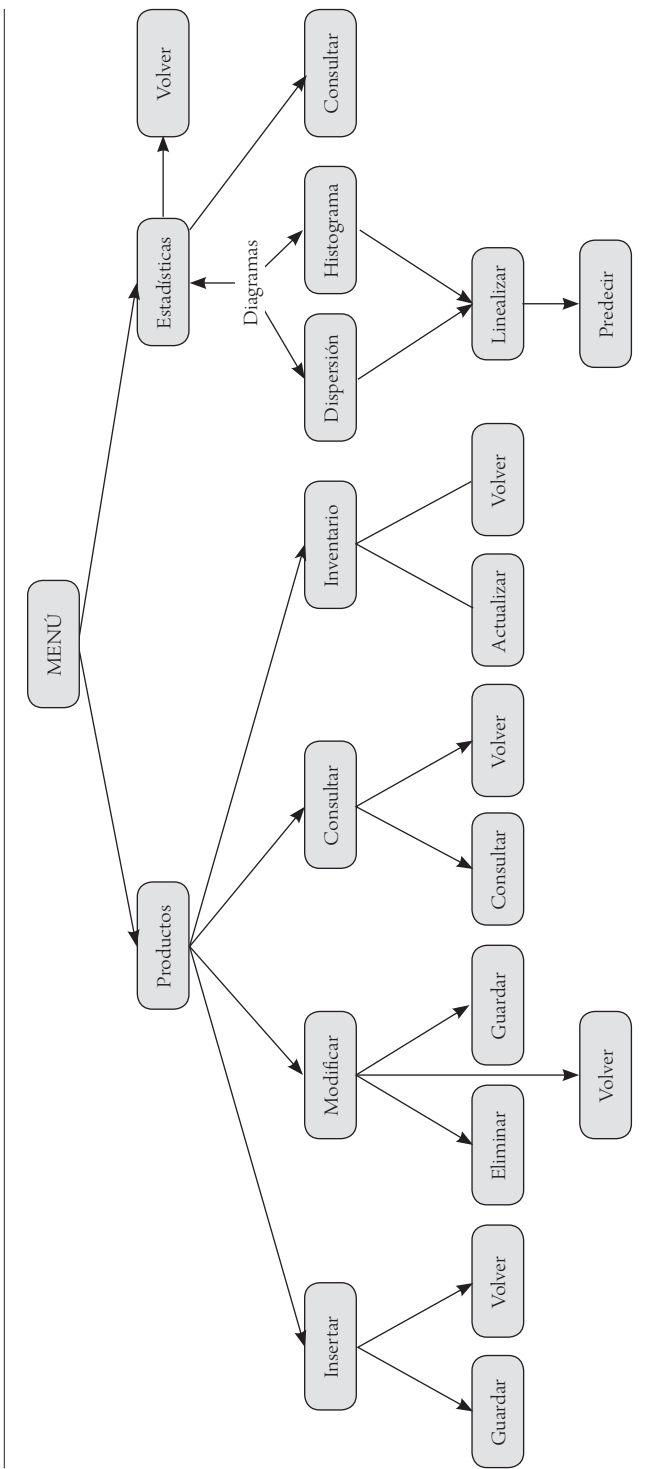 MENÚ
Productos
Estadísticas
Volver
Diagramas
Insertar
Modificar
Consultar
Inventario
Dispersión
Histograma
Consultar
Guardar
Volver
Eliminar
Guardar
Consultar
Volver
Actualizar
Volver
Linealizar
Volver
Predecir